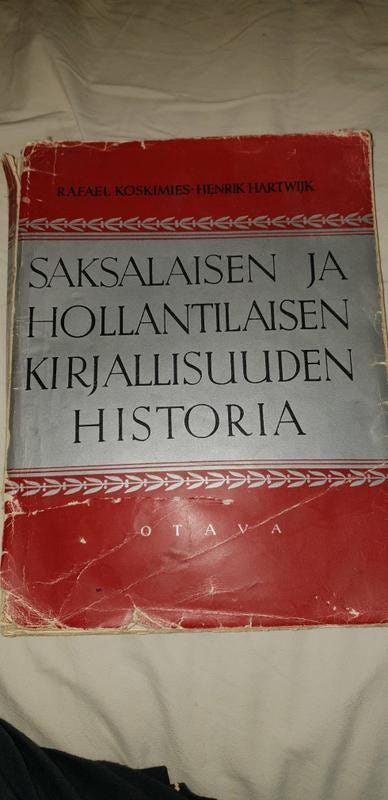 RAFAEL KOSKIMIES · HENRIK HARTWIJK
SAKSALAISEN JA
HOLLANTILAISEN
KIRJALLISUUDEN
HISTORIA
OTAVA